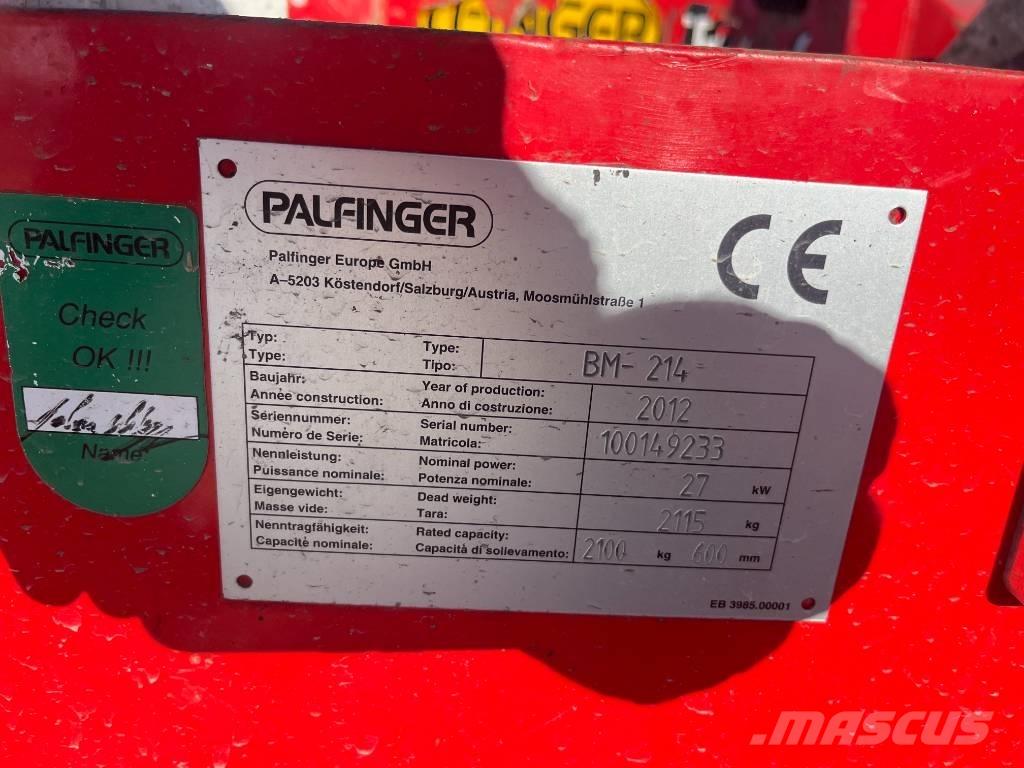 PALFINGER
PALFINGER
Check
OK !!!
Name
PALFINGER
CE
Palfinger Europe GmbH
A–5203 Köstendorf/Salzburg/Austria, Moosmühlstraße 1
Typ: Type: BM- 214
Type: Tipo:
Baujahr: Year of production: 2012
Année construction: Anno di costruzione:
Seriennummer: Serial number: 100149233
Numéro de Serie: Matricola:
Nennleistung: Nominal power: 27 kW
Puissance nominale: Potenza nominale:
Eigengewicht: Dead weight: 2115 kg
Masse vide: Tara:
Nenntragfähigkeit: Rated capacity: 2100 kg 600 mm
Capacité nominale: Capacità di sollevamento:
EB 3985.00001
MASCUS